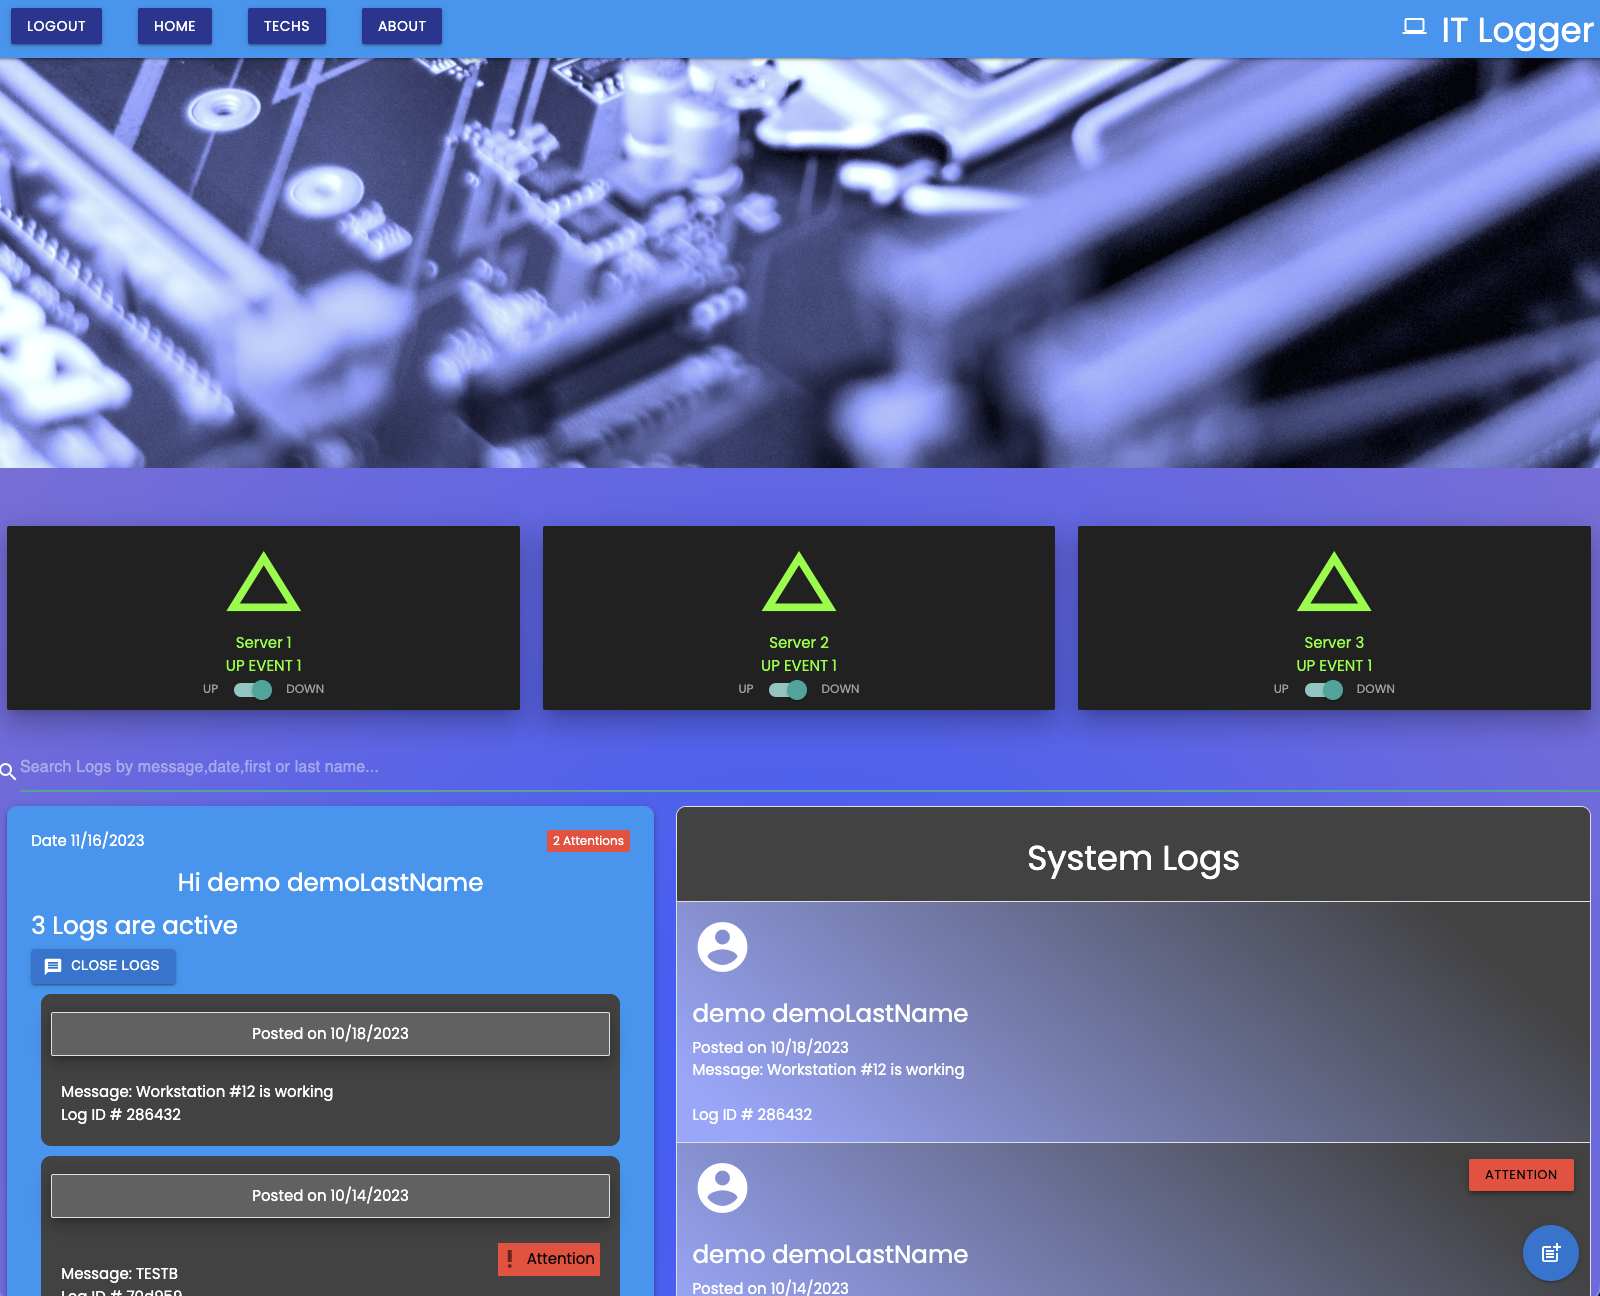 LOGOUT
HOME
TECHS
ABOUT
IT Logger
Server 1
UP EVENT 1
UP
DOWN
Server 2
UP EVENT 1
UP
DOWN
Server 3
UP EVENT 1
UP
DOWN
Search Logs by message,date,first or last name...
Date 11/16/2023
2 Attentions
Hi demo demoLastName
3 Logs are active
CLOSE LOGS
Posted on 10/18/2023
Message: Workstation #12 is working
Log ID # 286432
Posted on 10/14/2023
Attention
Message: TESTB
Log ID # 70d959
System Logs
demo demoLastName
Posted on 10/18/2023
Message: Workstation #12 is working
Log ID # 286432
ATTENTION
demo demoLastName
Posted on 10/14/2023